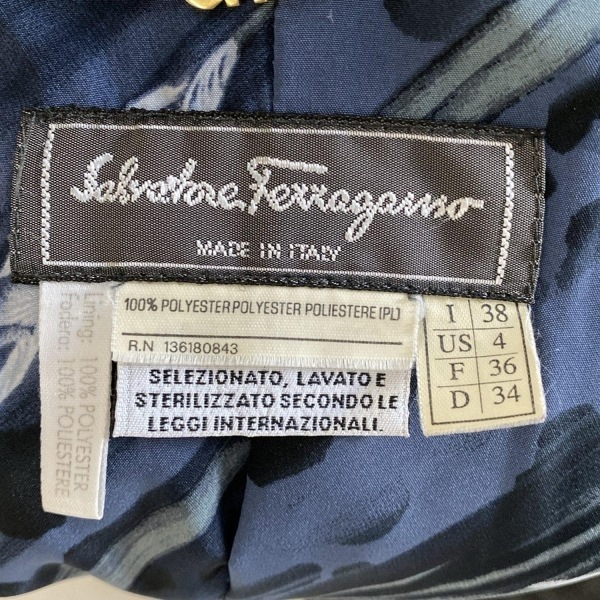 Salvatore Ferragamo
MADE IN ITALY
100% POLYESTER POLYESTER POLIESTERE (PL)
R.N 136180843
SELEZIONATO, LAVATO E
STERILIZZATO SECONDO LE
LEGGI INTERNAZIONALI.
I 38
US 4
F 36
D 34
Lining: 100% POLYESTER
Fodera: 100% POLIESTERE